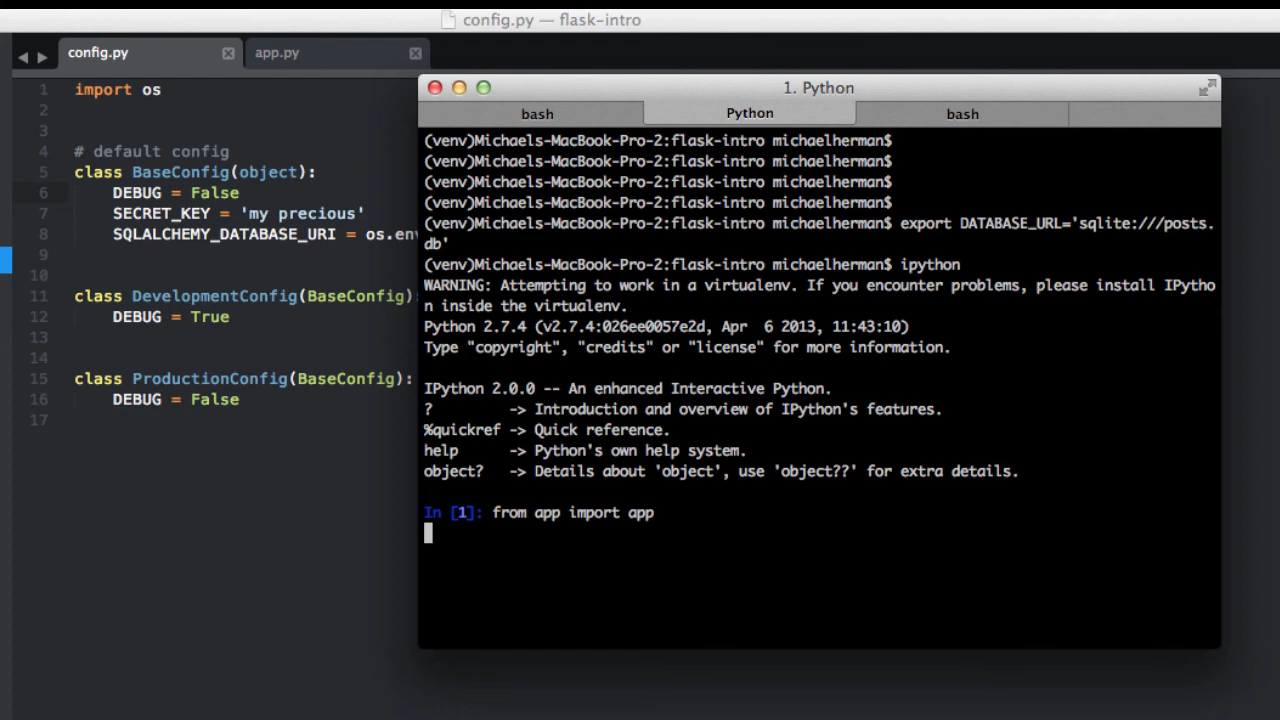 config.py — flask-intro
config.py
app.py
1 import os
2
3
4 # default config
5 class BaseConfig(object):
6 DEBUG = False
7 SECRET_KEY = 'my precious'
8 SQLALCHEMY_DATABASE_URI = os.env
9
10
11 class DevelopmentConfig(BaseConfig)
12 DEBUG = True
13
14
15 class ProductionConfig(BaseConfig):
16 DEBUG = False
17
1. Python
bash
Python
bash
(venv)Michaels-MacBook-Pro-2:flask-intro michaelherman$
(venv)Michaels-MacBook-Pro-2:flask-intro michaelherman$
(venv)Michaels-MacBook-Pro-2:flask-intro michaelherman$
(venv)Michaels-MacBook-Pro-2:flask-intro michaelherman$
(venv)Michaels-MacBook-Pro-2:flask-intro michaelherman$ export DATABASE_URL='sqlite:///posts.
db'
(venv)Michaels-MacBook-Pro-2:flask-intro michaelherman$ ipython
WARNING: Attempting to work in a virtualenv. If you encounter problems, please install IPytho
n inside the virtualenv.
Python 2.7.4 (v2.7.4:026ee0057e2d, Apr  6 2013, 11:43:10)
Type "copyright", "credits" or "license" for more information.
IPython 2.0.0 -- An enhanced Interactive Python.
?         -> Introduction and overview of IPython's features.
%quickref -> Quick reference.
help      -> Python's own help system.
object?   -> Details about 'object', use 'object??' for extra details.
In [1]: from app import app